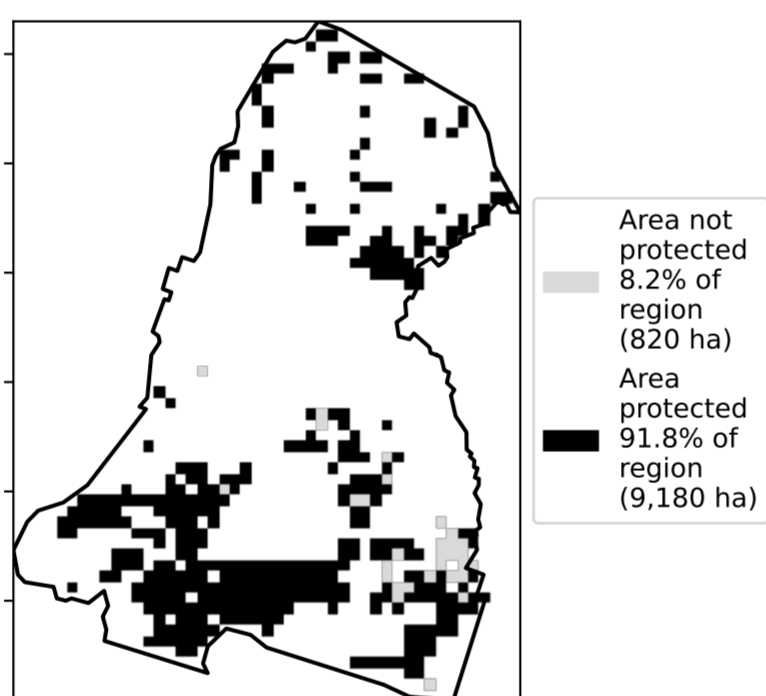 Area not
protected
8.2% of
region
(820 ha)
Area
protected
91.8% of
region
(9,180 ha)